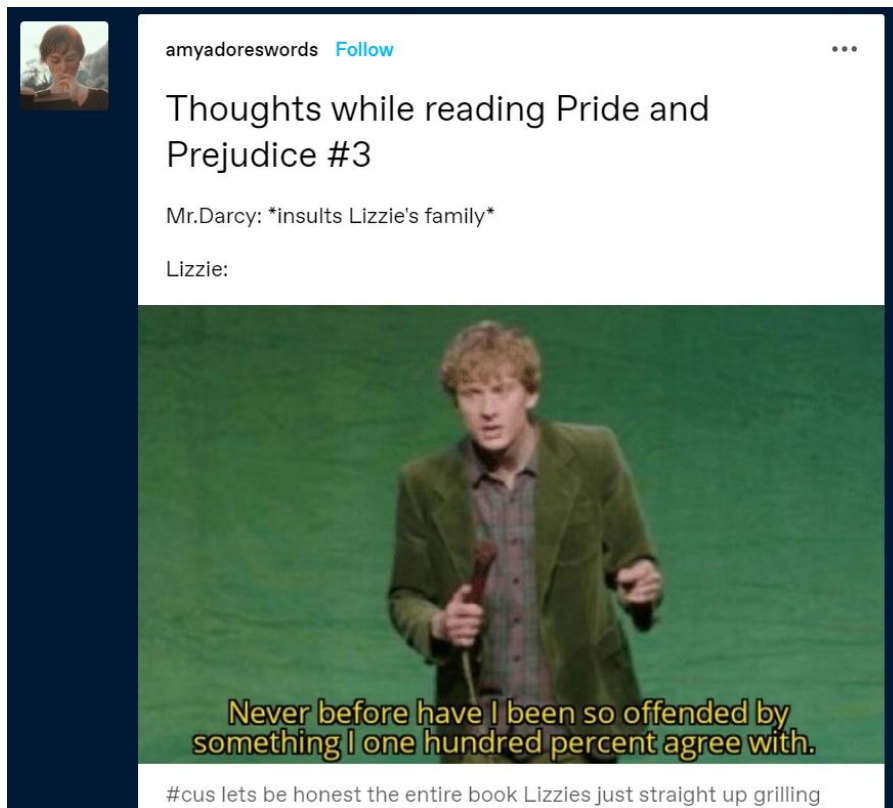 amyadoreswords Follow
Thoughts while reading Pride and
Prejudice #3
Mr.Darcy: *insults Lizzie's family*
Lizzie:
Never before have I been so offended by
something I one hundred percent agree with.
#cus lets be honest the entire book Lizzies just straight up grilling